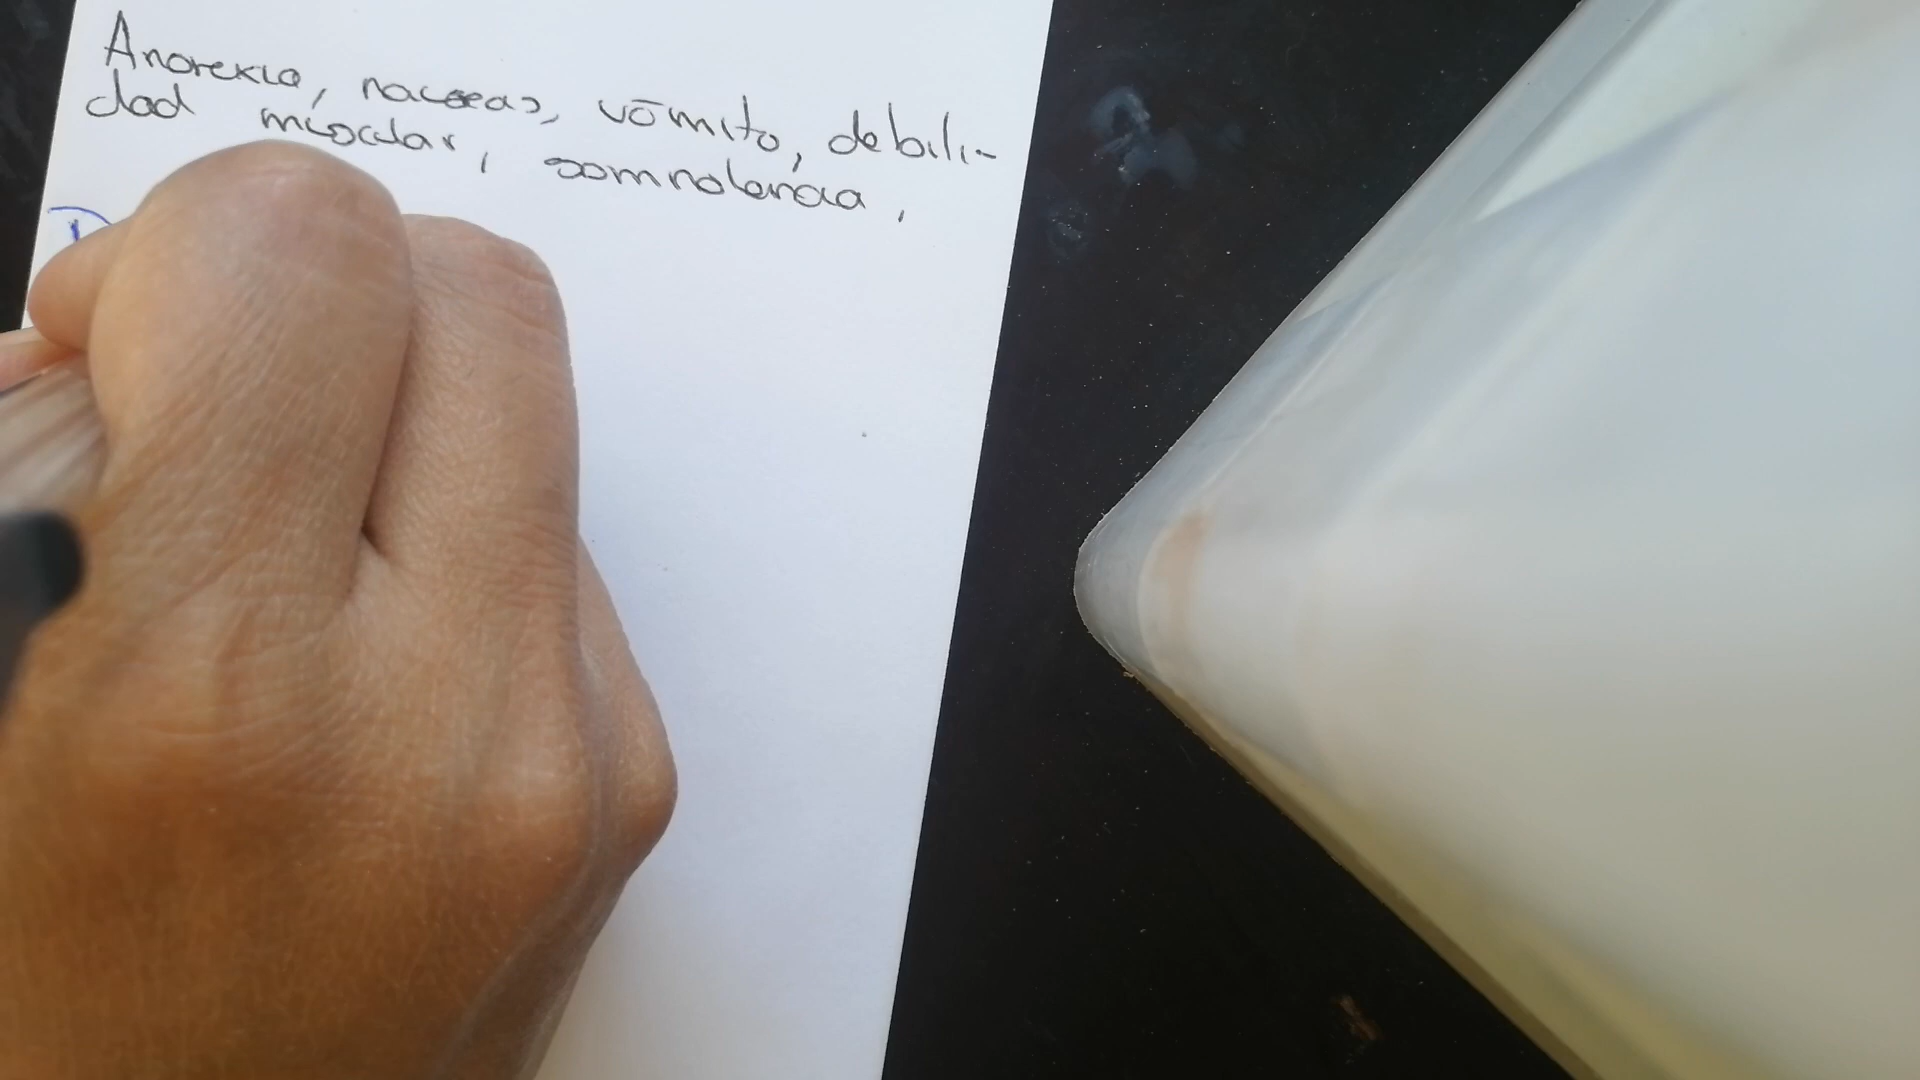 Anorexia, nauseas, vómito, debili-
dad muscular, somnolencia,
D